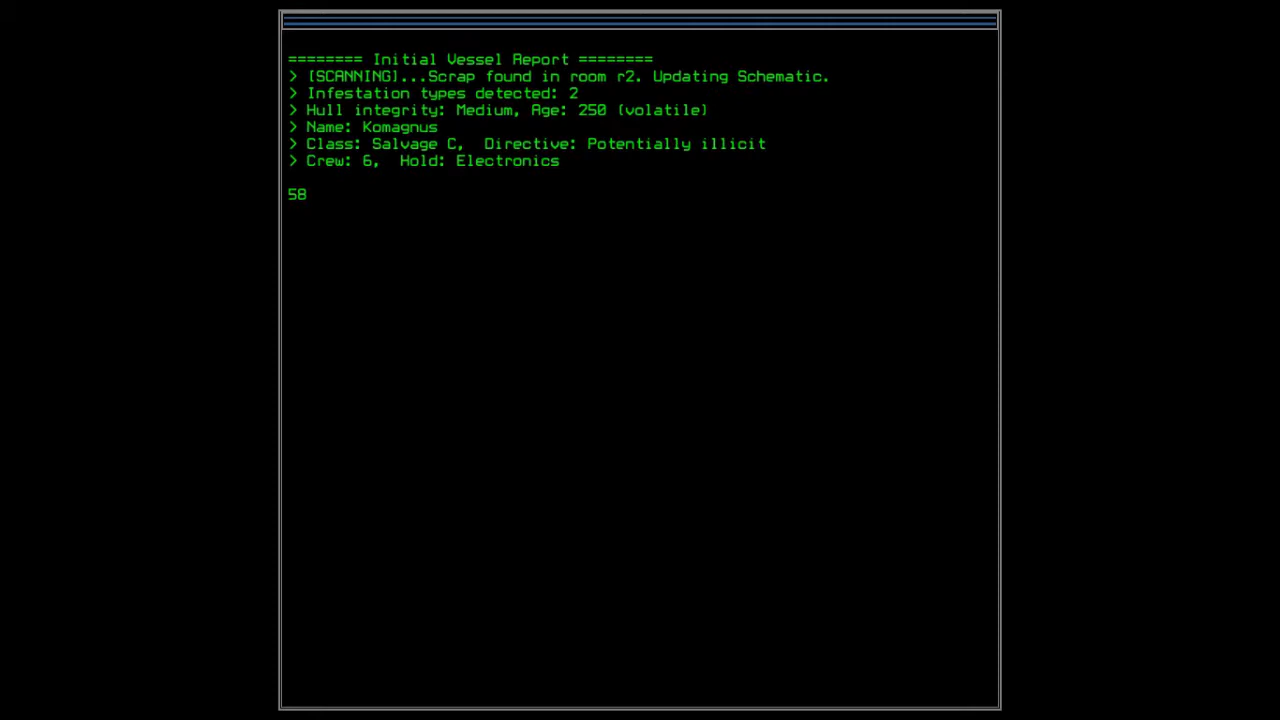 ======== Initial Vessel Report ========
> [SCANNING]...Scrap found in room r2. Updating Schematic.
> Infestation types detected: 2
> Hull integrity: Medium, Age: 250 (volatile)
> Name: Komagnus
> Class: Salvage C,  Directive: Potentially illicit
> Crew: 6,  Hold: Electronics
58